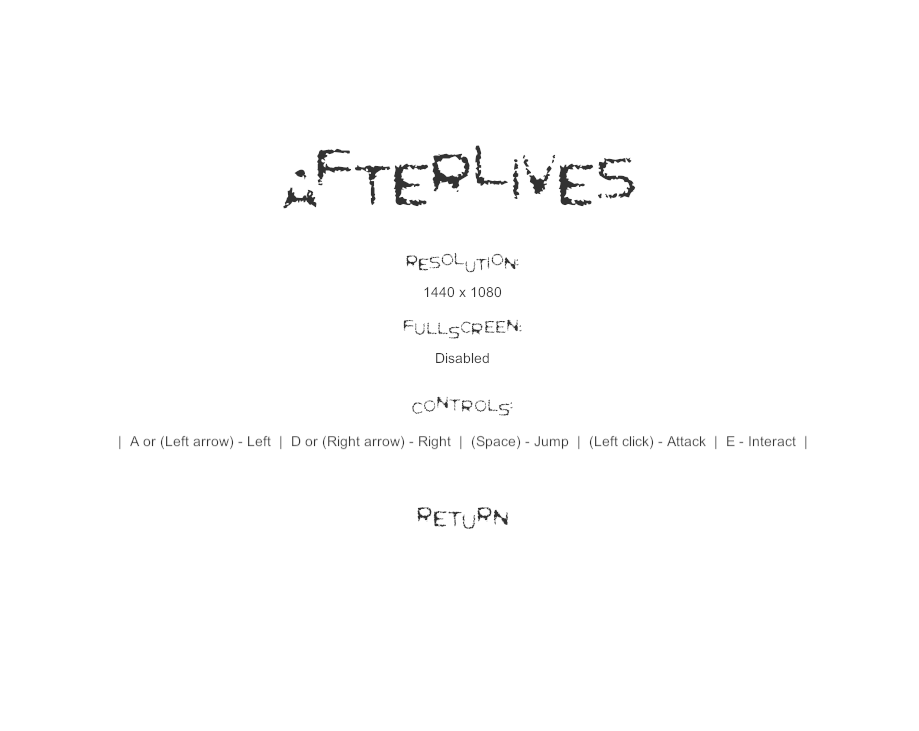 AFTERLIVES
RESOLUTION:
1440 x 1080
FULLSCREEN:
Disabled
CONTROLS:
| A or (Left arrow) - Left | D or (Right arrow) - Right | (Space) - Jump | (Left click) - Attack | E - Interact |
RETURN